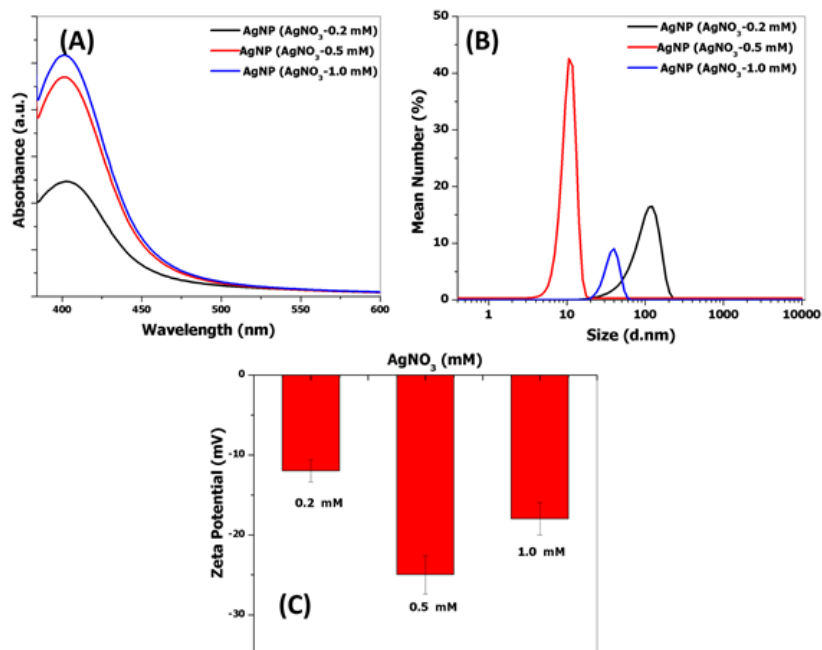 (A)
AgNP (AgNO₃-0.2 mM)
AgNP (AgNO₃-0.5 mM)
AgNP (AgNO₃-1.0 mM)
Absorbance (a.u.)
400 450 500 550 600
Wavelength (nm)
(B)
AgNP (AgNO₃-0.2 mM)
AgNP (AgNO₃-0.5 mM)
AgNP (AgNO₃-1.0 mM)
Mean Number (%)
50
40
30
20
10
0
1 10 100 1000 10000
Size (d.nm)
AgNO₃ (mM)
Zeta Potential (mV)
0
-10
-20
-30
0.2 mM
0.5 mM
1.0 mM
(C)